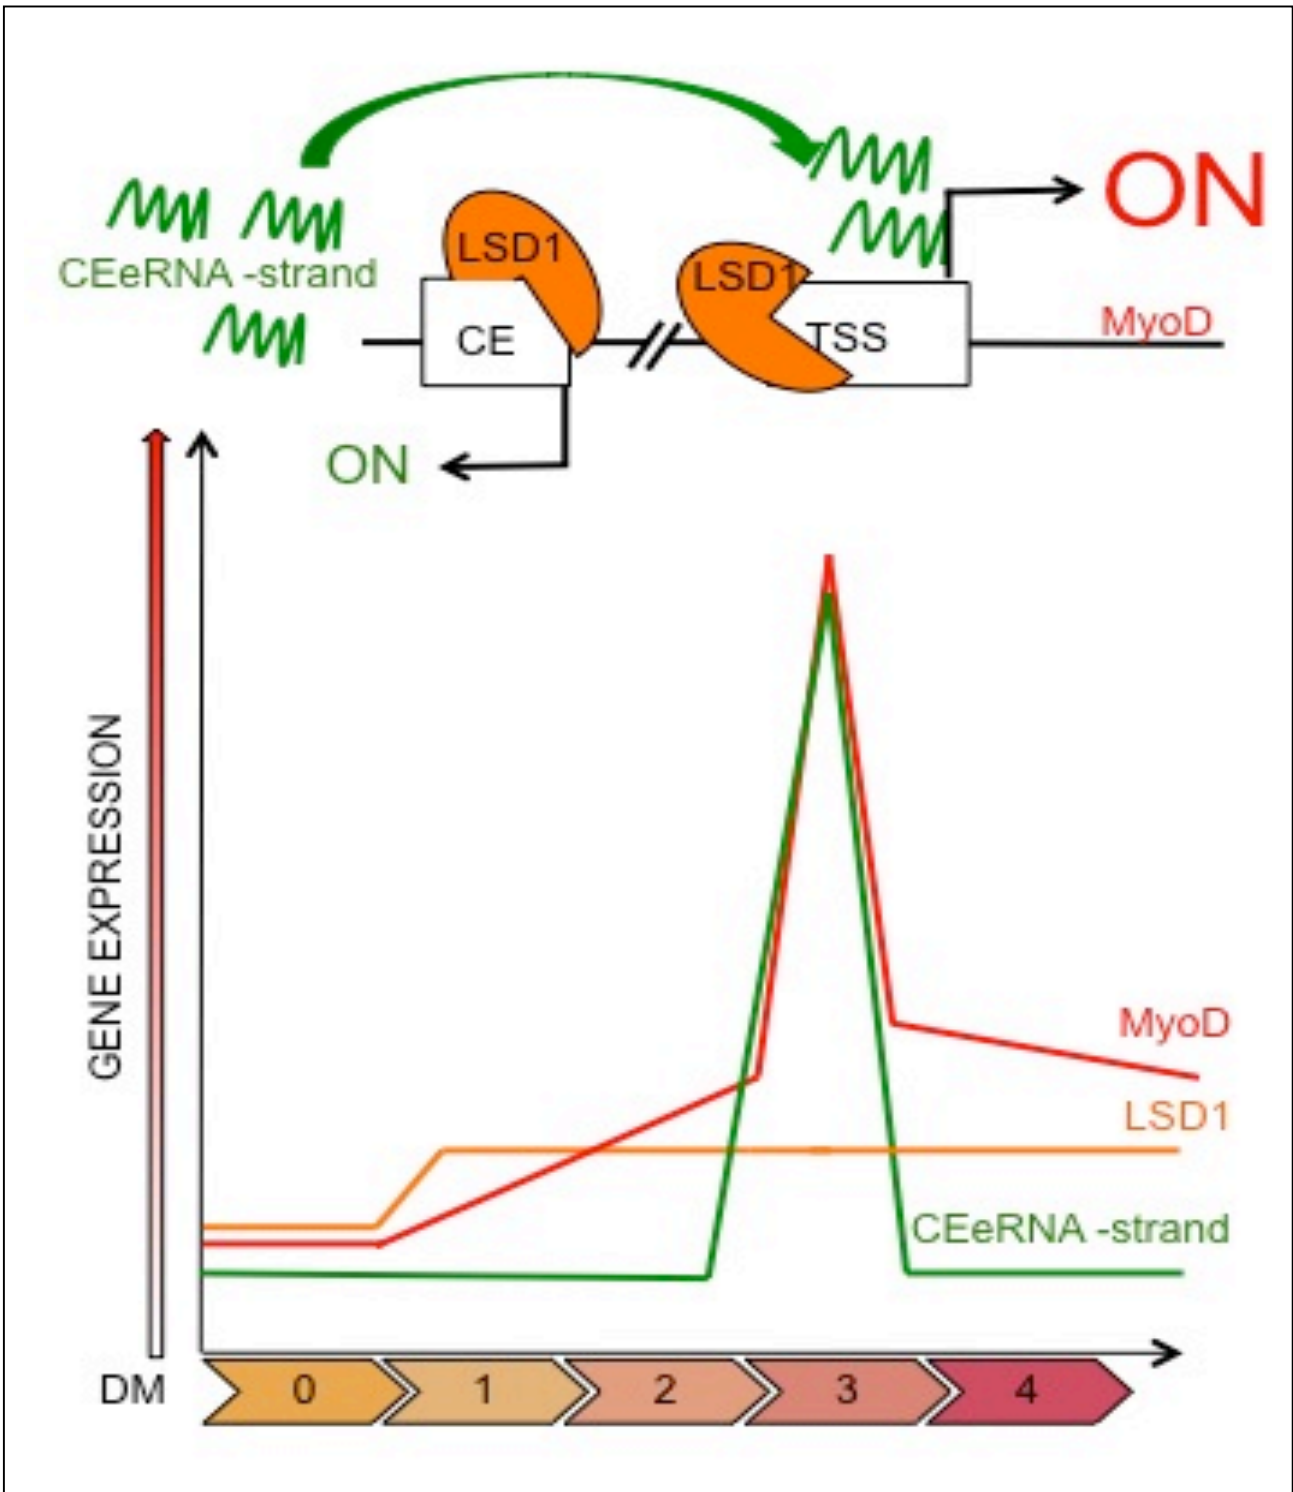 ON
LSD1
LSD1
CEeRNA -strand
CE
TSS
MyoD
ON
GENE EXPRESSION
MyoD
LSD1
CEeRNA -strand
DM
0
1
2
3
4